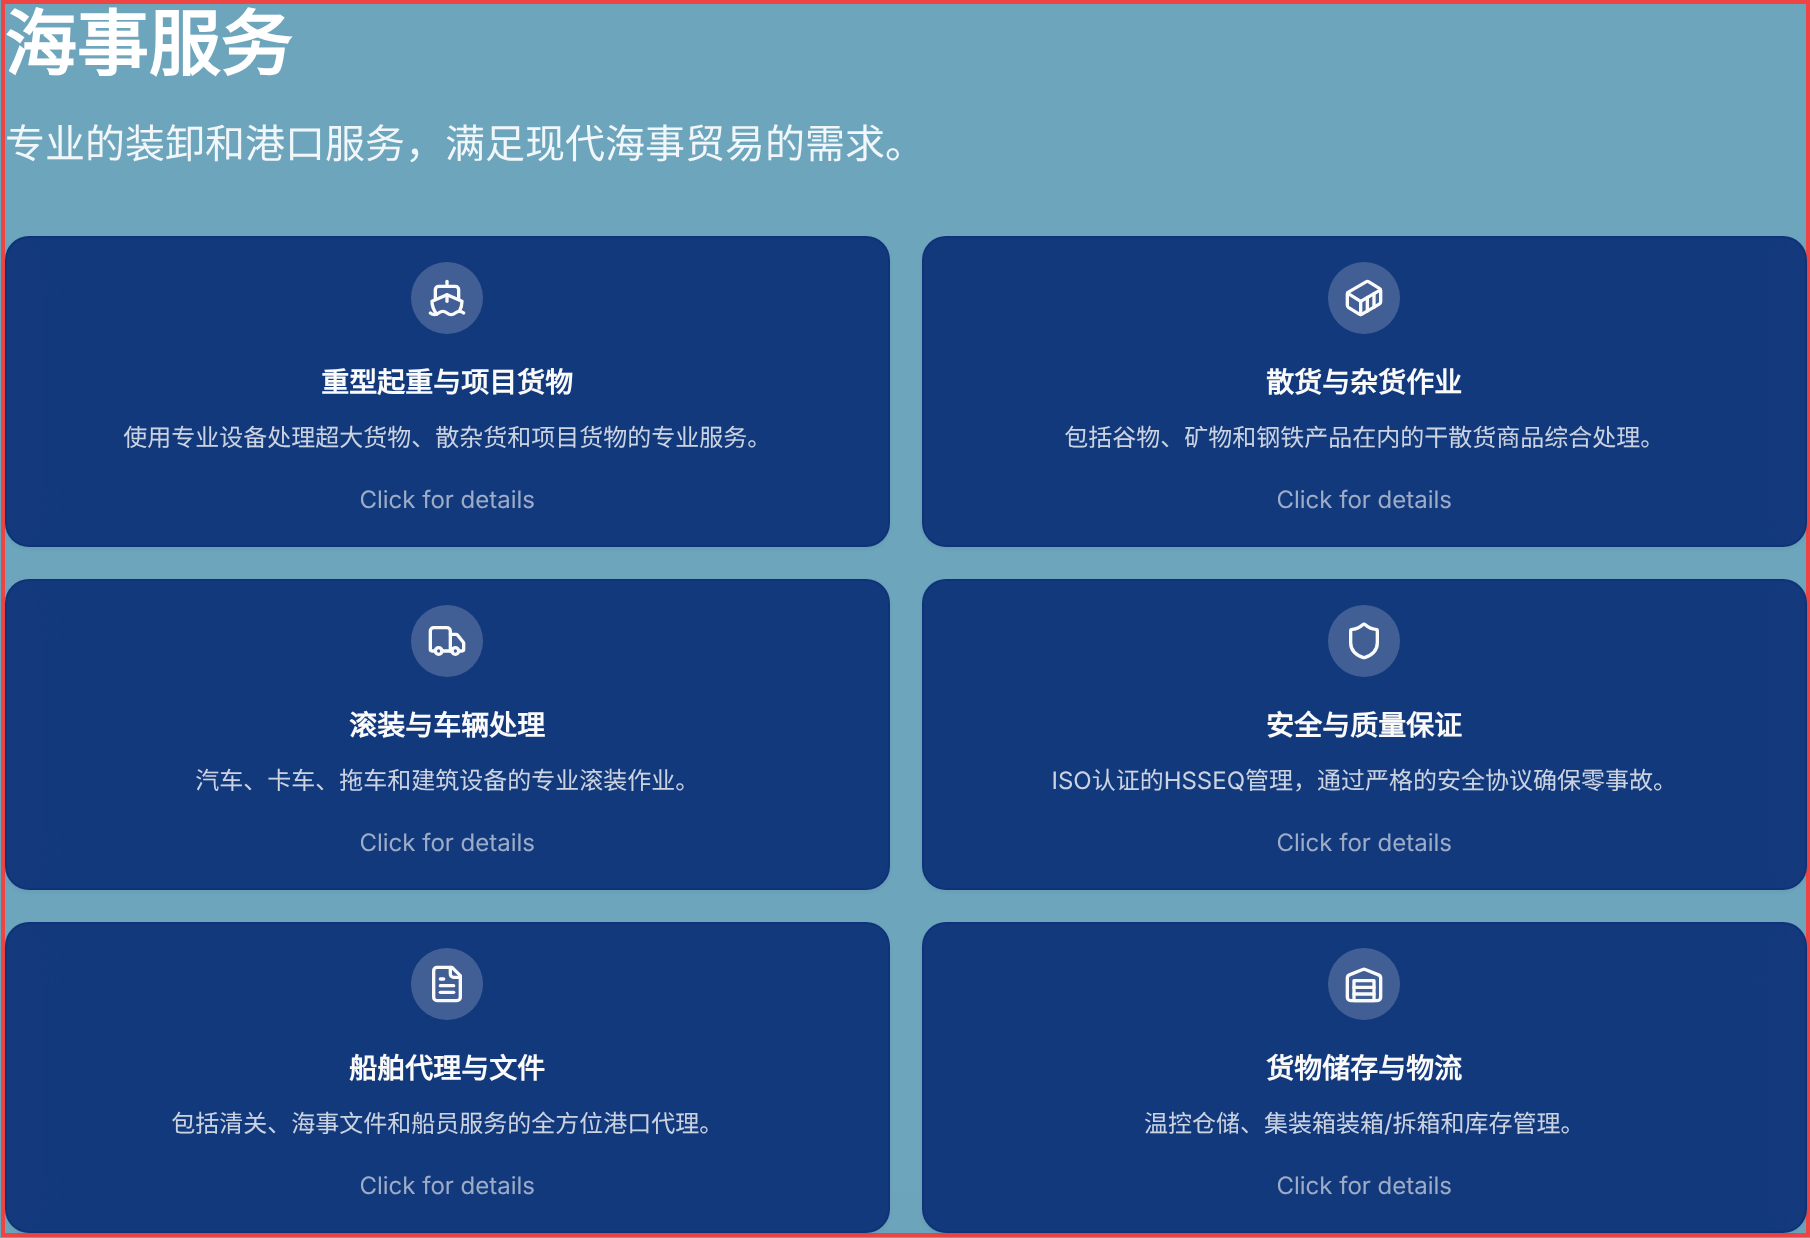 海事服务
专业的装卸和港口服务，满足现代海事贸易的需求。
重型起重与项目货物
使用专业设备处理超大货物、散杂货和项目货物的专业服务。
Click for details
散货与杂货作业
包括谷物、矿物和钢铁产品在内的干散货商品综合处理。
Click for details
滚装与车辆处理
汽车、卡车、拖车和建筑设备的专业滚装作业。
Click for details
安全与质量保证
ISO认证的HSSEQ管理，通过严格的安全协议确保零事故。
Click for details
船舶代理与文件
包括清关、海事文件和船员服务的全方位港口代理。
Click for details
货物储存与物流
温控仓储、集装箱装箱/拆箱和库存管理。
Click for details